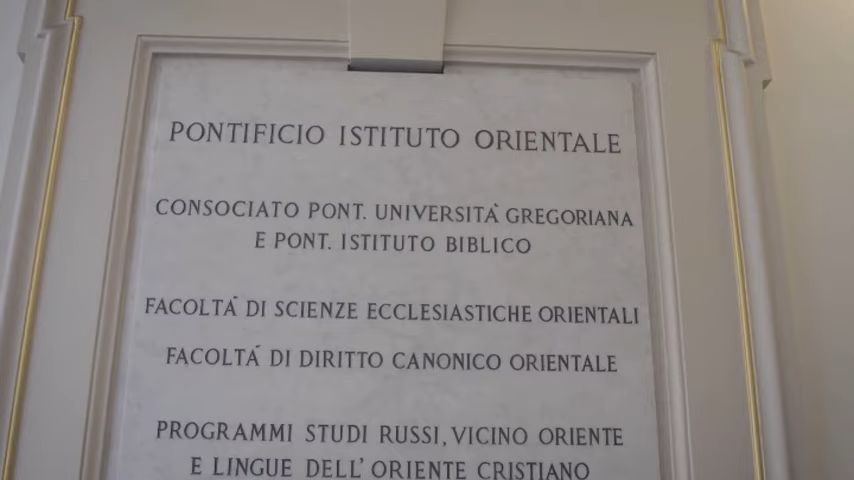 PONTIFICIO ISTITUTO ORIENTALE
CONSOCIATO PONT. UNIVERSITÀ GREGORIANA
E PONT. ISTITUTO BIBLICO
FACOLTÀ DI SCIENZE ECCLESIASTICHE ORIENTALI
FACOLTÀ DI DIRITTO CANONICO ORIENTALE
PROGRAMMI STUDI RUSSI, VICINO ORIENTE
E LINGUE DELL'ORIENTE CRISTIANO